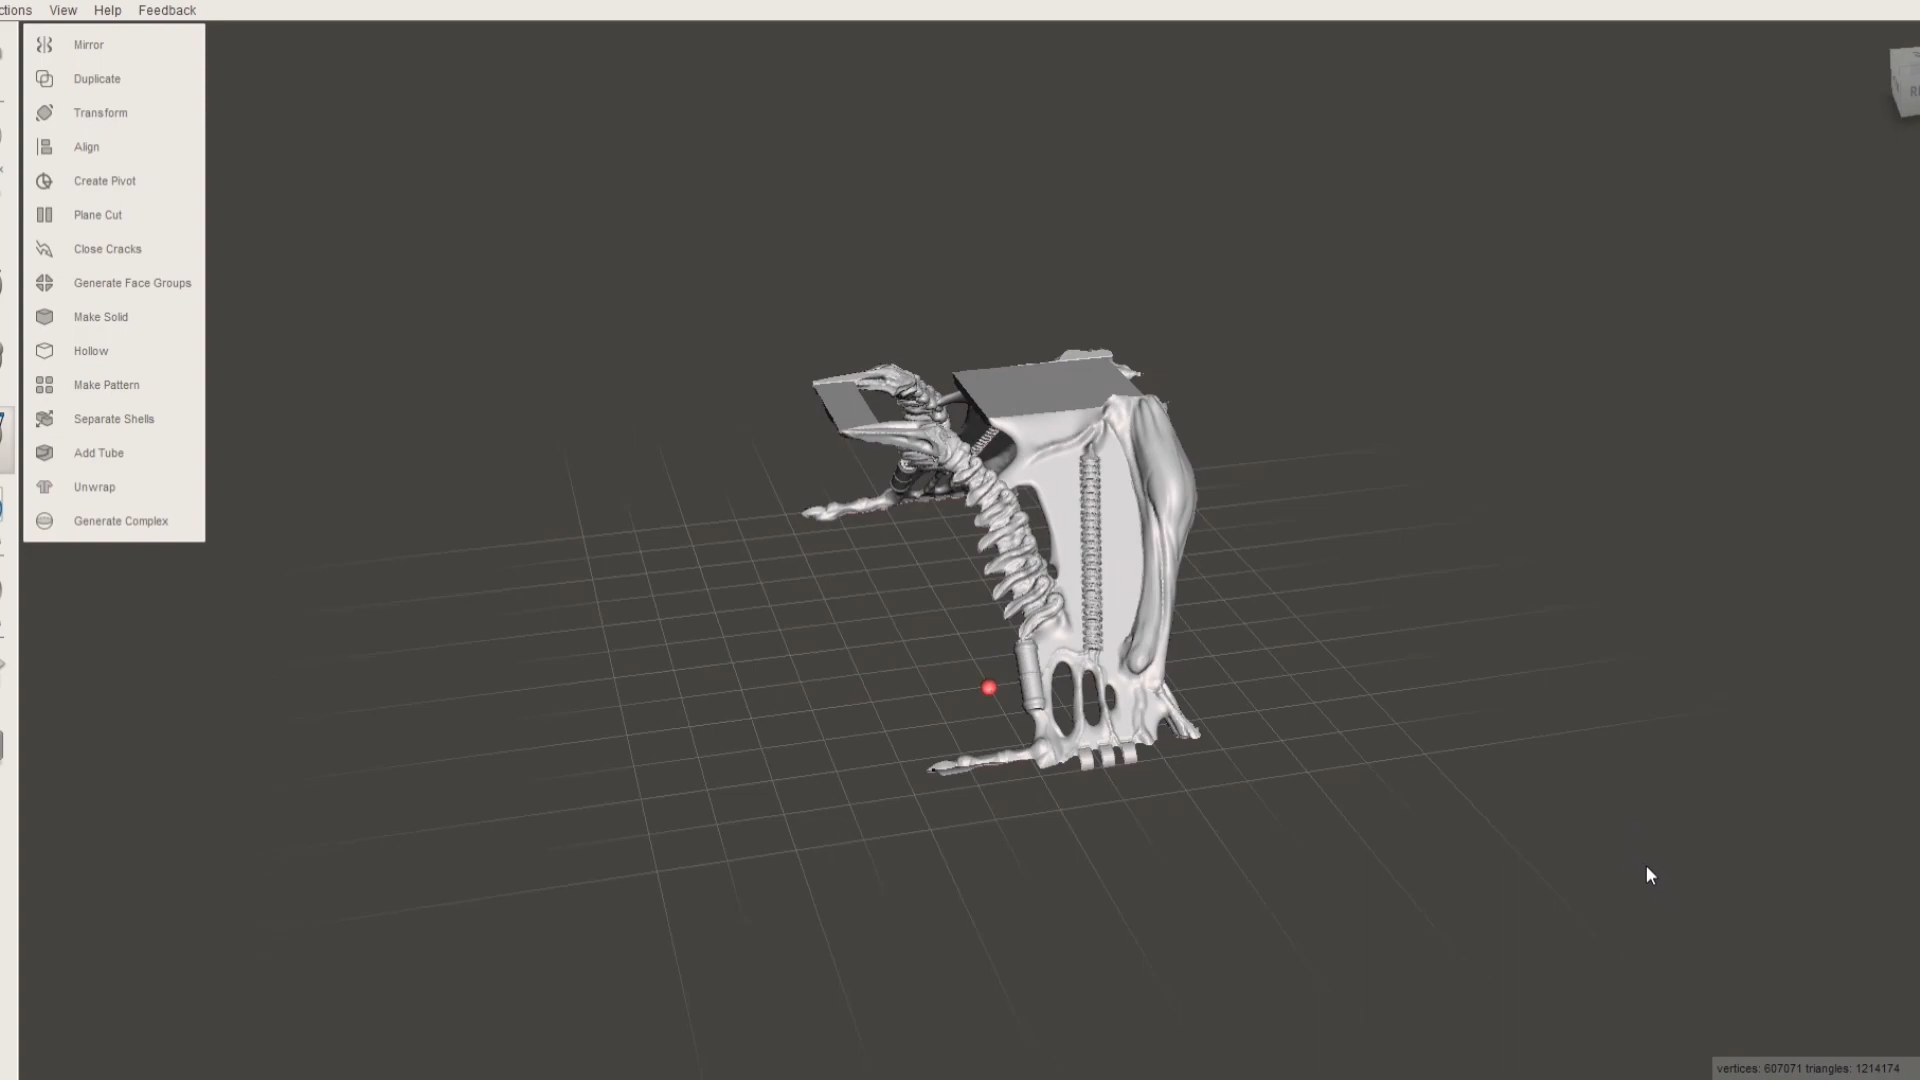 ctions View Help Feedback
Mirror
Duplicate
Transform
Align
Create Pivot
Plane Cut
Close Cracks
Generate Face Groups
Make Solid
Hollow
Make Pattern
Separate Shells
Add Tube
Unwrap
Generate Complex
vertices: 607071 triangles: 1214174